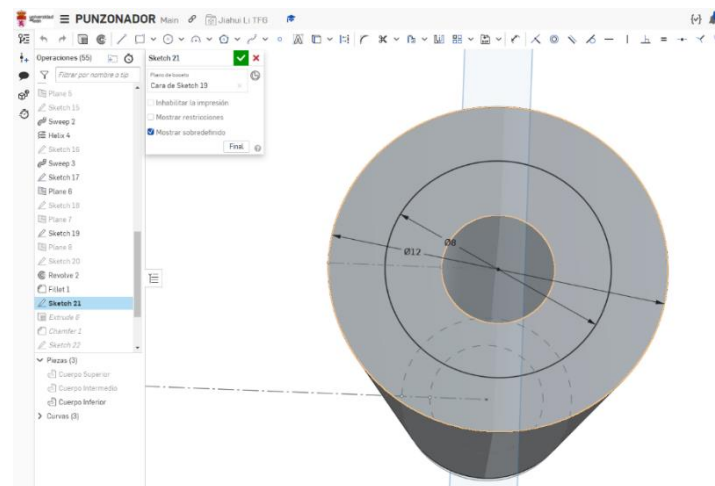 PUNZONADOR Main Jiahui Li TFG
Operaciones (55)
Filtrar por nombre o tip
Plane 5
Sketch 15
Sweep 2
Helix 4
Sketch 16
Sweep 3
Sketch 17
Plane 6
Sketch 18
Plane 7
Sketch 19
Plane 8
Sketch 20
Revolve 2
Fillet 1
Sketch 21
Extrude 8
Chamfer 1
Sketch 22
Piezas (3)
Cuerpo Superior
Cuerpo Intermedio
Cuerpo Inferior
Curvas (3)
Sketch 21
Plano de boceto
Cara de Sketch 19
Inhabilitar la impresión
Mostrar restricciones
Mostrar sobredefinido
Final
Ø8
Ø12